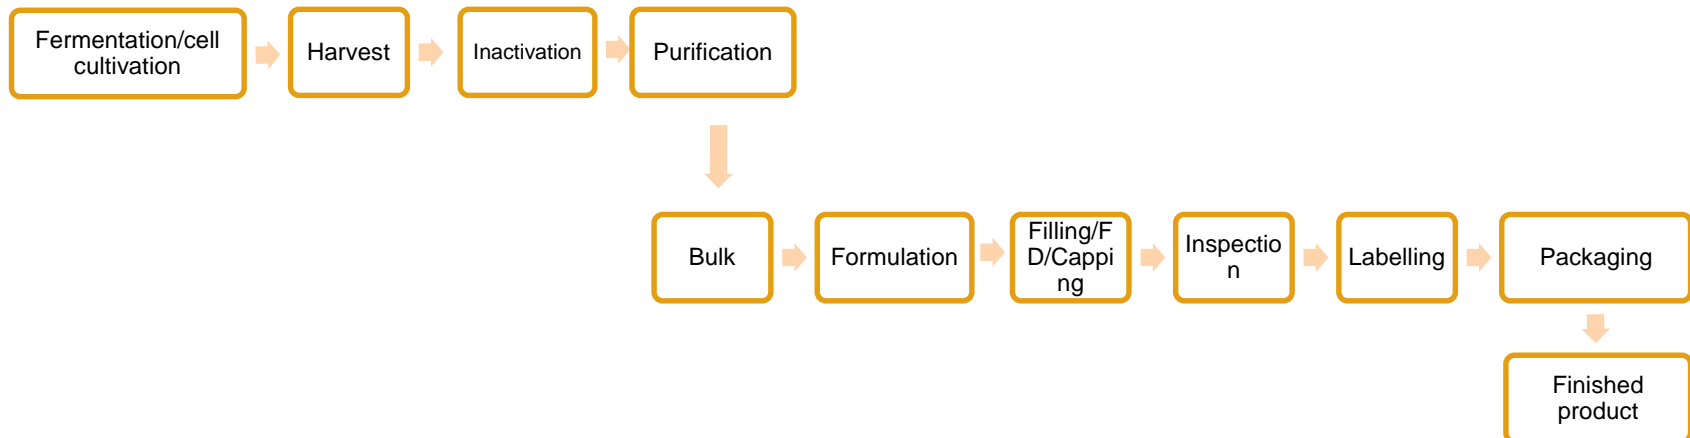 Fermentation/cell
cultivation
Harvest
Inactivation
Purification
Bulk
Formulation
Filling/F
D/Cappi
ng
Inspectio
n
Labelling
Packaging
Finished
product